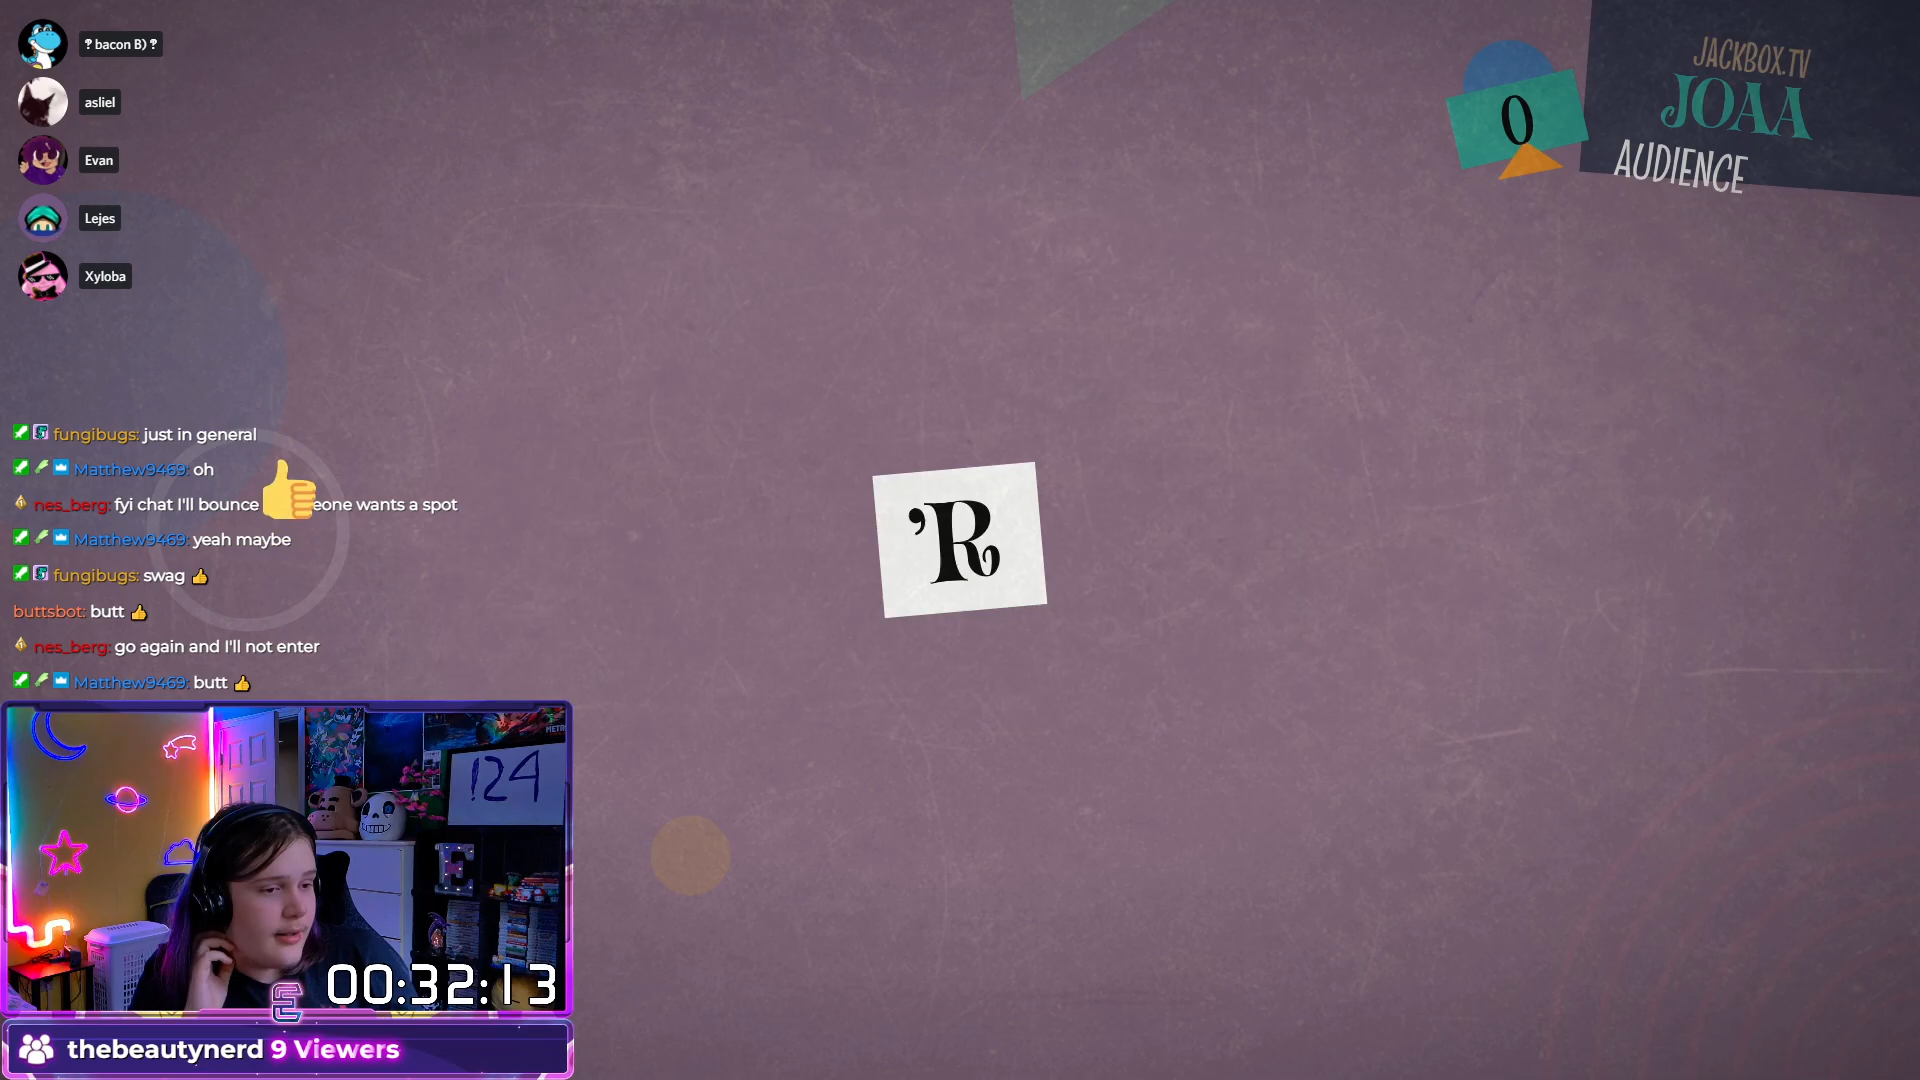 ‽ bacon B) ‽
asliel
Evan
Lejes
Xyloba
JACKBOX.TV
JOAA
0
AUDIENCE
fungibugs: just in general
Matthew9469: oh
nes_berg: fyi chat I'll bounce eone wants a spot
Matthew9469: yeah maybe
fungibugs: swag 👍
buttsbot: butt 👍
nes_berg: go again and I'll not enter
Matthew9469: butt 👍
’R
!24
E
00:32:13
E
thebeautynerd 9 Viewers